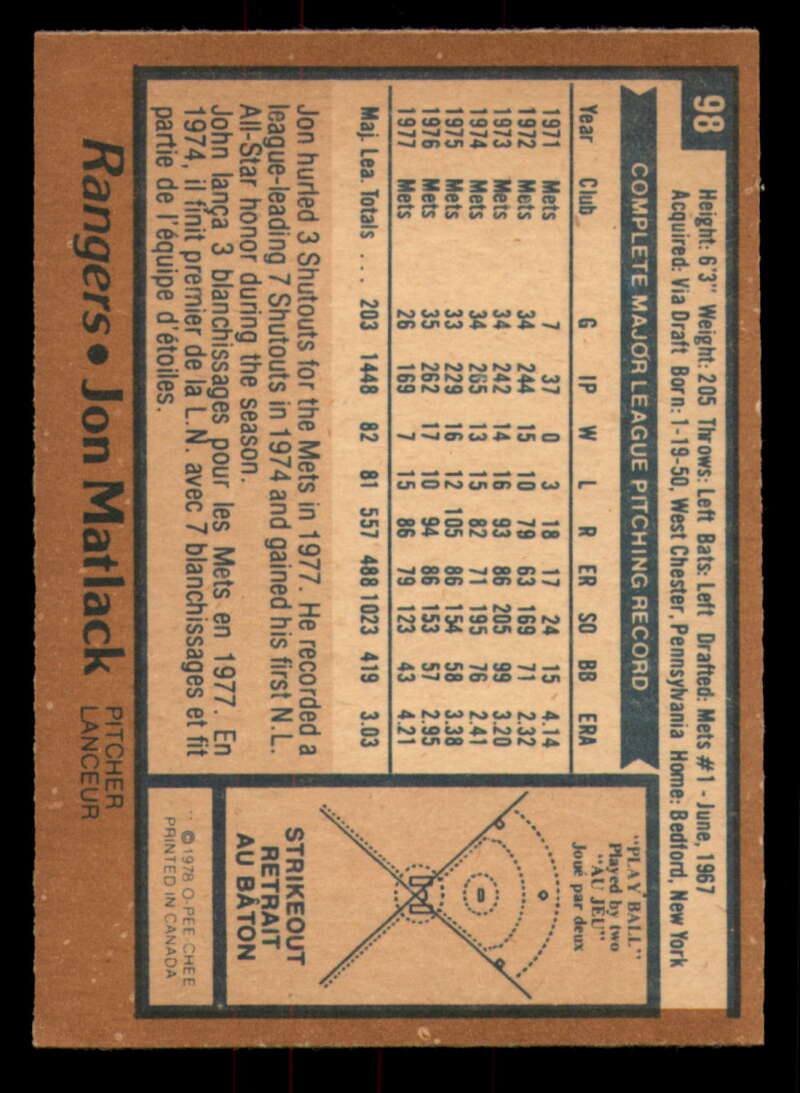 98
Height: 6'3" Weight: 205 Throws: Left Bats: Left Drafted: Mets #1 - June, 1967
Acquired: Via Draft Born: 1-19-50, West Chester, Pennsylvania Home: Bedford, New York
COMPLETE MAJOR LEAGUE PITCHING RECORD
Year Club G IP W L R ER SO BB ERA
1971 Mets 7 37 0 3 18 17 24 15 4.14
1972 Mets 34 244 15 10 79 63 169 71 2.32
1973 Mets 34 242 14 16 93 86 205 99 3.20
1974 Mets 34 265 13 15 82 71 195 76 2.41
1975 Mets 33 229 16 12 105 86 154 58 3.38
1976 Mets 35 262 17 10 94 86 153 57 2.95
1977 Mets 26 169 7 15 86 79 123 43 4.21
Maj. Lea. Totals ... 203 1448 82 81 557 488 1023 419 3.03
Jon hurled 3 Shutouts for the Mets in 1977. He recorded a
league-leading 7 Shutouts in 1974 and gained his first N.L.
All-Star honor during the season.
John lança 3 blanchissages pour les Mets en 1977. En
1974, il finit premier de la L.N. avec 7 blanchissages et fit
partie de l'équipe d'étoiles.
"PLAY BALL"
Played by two
"AU JEU"
Joué par deux
STRIKEOUT
RETRAIT
AU BÂTON
©1978 O-PEE-CHEE
PRINTED IN CANADA
Rangers • Jon Matlack
PITCHER
LANCEUR